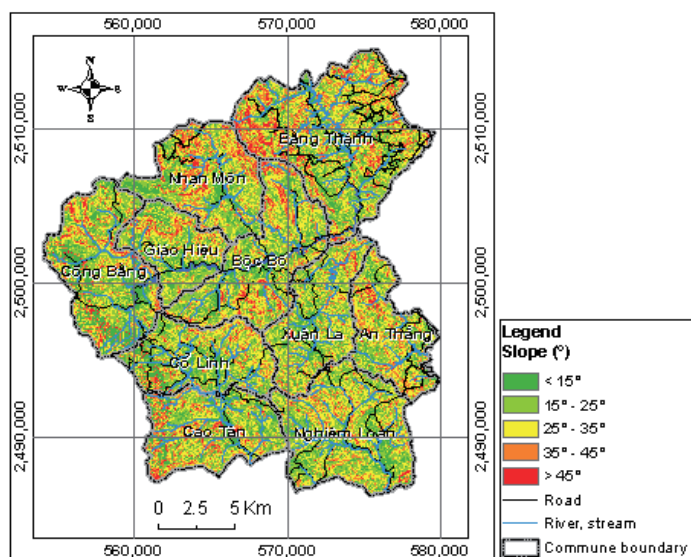 560,000 570,000 580,000
N
W E
S
2,510,000 2,510,000
Bằng Thành
Nhạn Môn
Giáo Hiệu
Bộc Bố
Công Bằng
2,500,000 2,500,000
Xuân La An Thắng
Cổ Linh
Cao Tân Nghiêm Loan
2,490,000 2,490,000
0 2.5 5 Km
560,000 570,000 580,000
Legend
Slope (°)
< 15°
15° - 25°
25° - 35°
35° - 45°
> 45°
Road
River, stream
Commune boundary